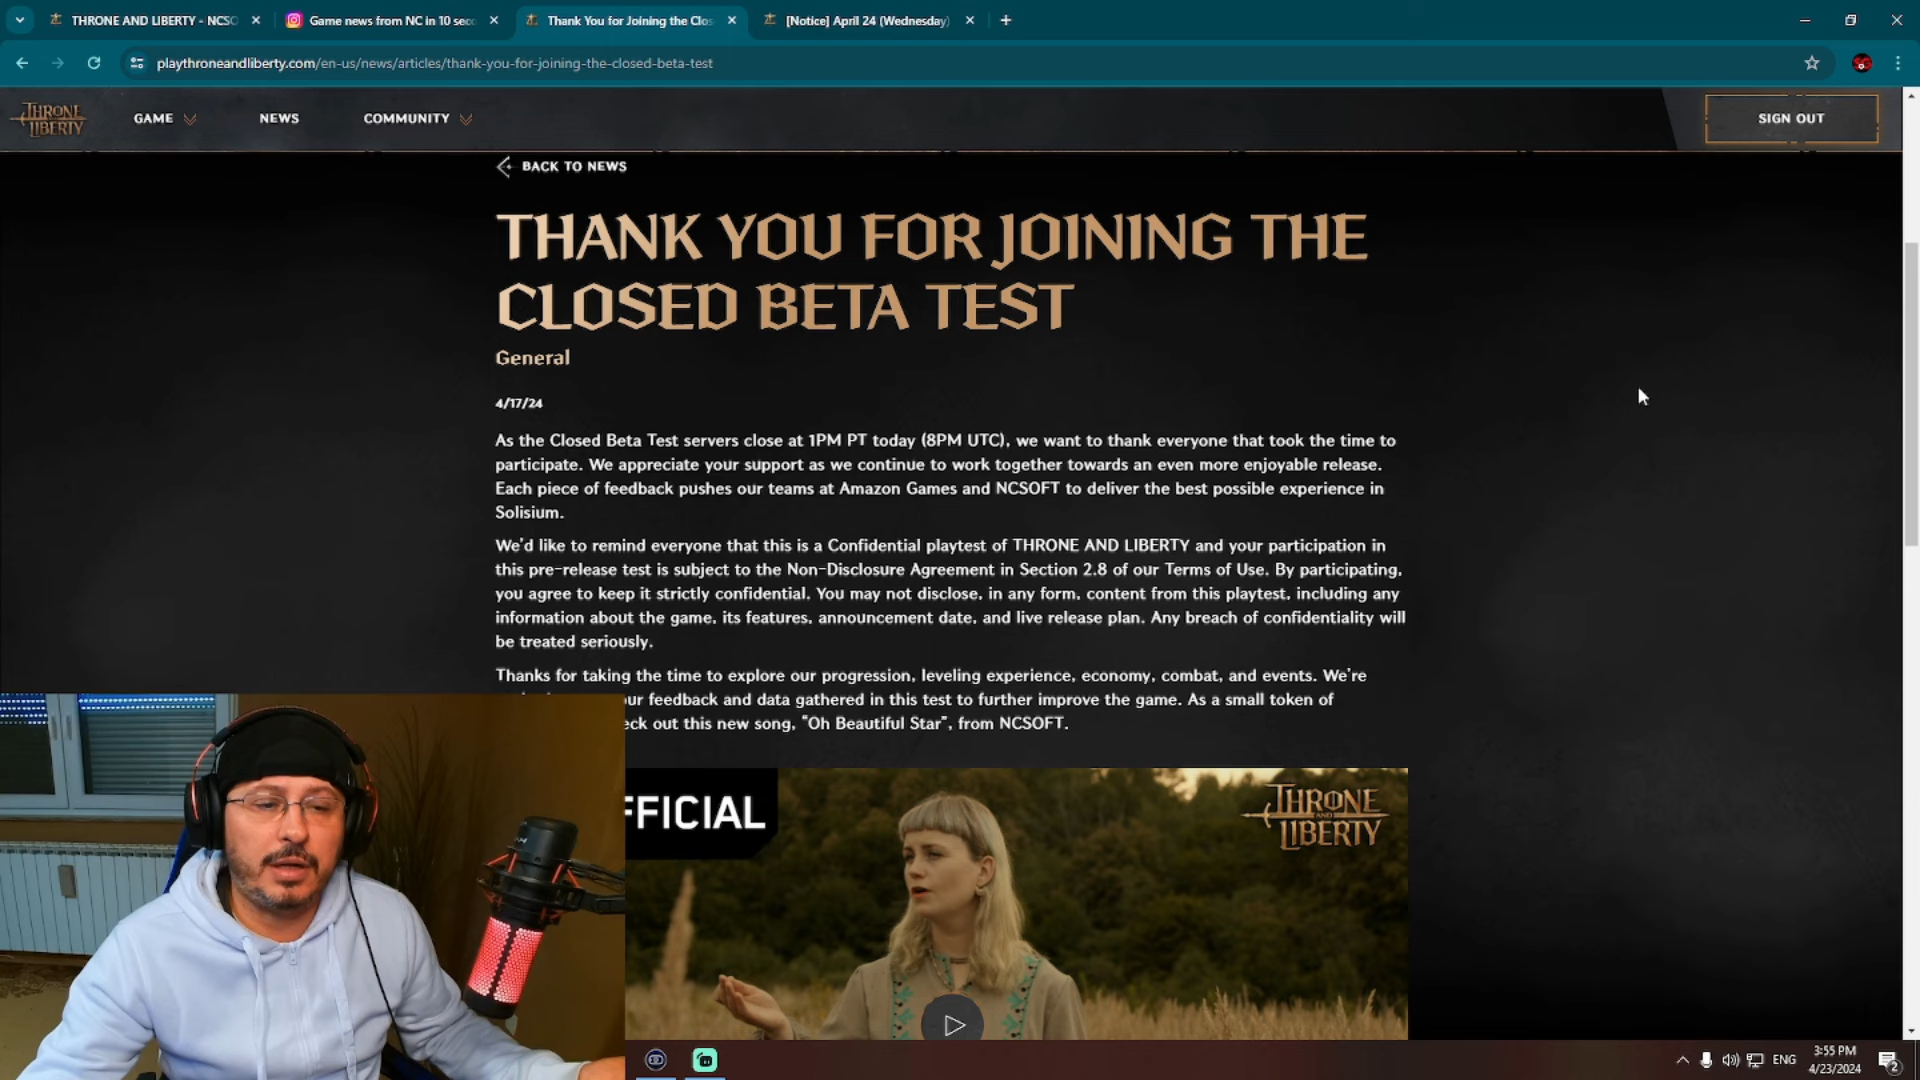 THRONE AND LIBERTY - NCSO
Game news from NC in 10 seco
Thank You for Joining the Clos
[Notice] April 24 (Wednesday)
playthroneandliberty.com/en-us/news/articles/thank-you-for-joining-the-closed-beta-test
THRONE AND LIBERTY
GAME
NEWS
COMMUNITY
SIGN OUT
BACK TO NEWS
THANK YOU FOR JOINING THE
CLOSED BETA TEST
General
4/17/24
As the Closed Beta Test servers close at 1PM PT today (8PM UTC), we want to thank everyone that took the time to
participate. We appreciate your support as we continue to work together towards an even more enjoyable release.
Each piece of feedback pushes our teams at Amazon Games and NCSOFT to deliver the best possible experience in
Solisium.
We'd like to remind everyone that this is a Confidential playtest of THRONE AND LIBERTY and your participation in
this pre-release test is subject to the Non-Disclosure Agreement in Section 2.8 of our Terms of Use. By participating,
you agree to keep it strictly confidential. You may not disclose, in any form, content from this playtest, including any
information about the game, its features, announcement date, and live release plan. Any breach of confidentiality will
be treated seriously.
Thanks for taking the time to explore our progression, leveling experience, economy, combat, and events. We're
ur feedback and data gathered in this test to further improve the game. As a small token of
eck out this new song, "Oh Beautiful Star", from NCSOFT.
FFICIAL
THRONE AND LIBERTY
ENG
3:55 PM
4/23/2024
2